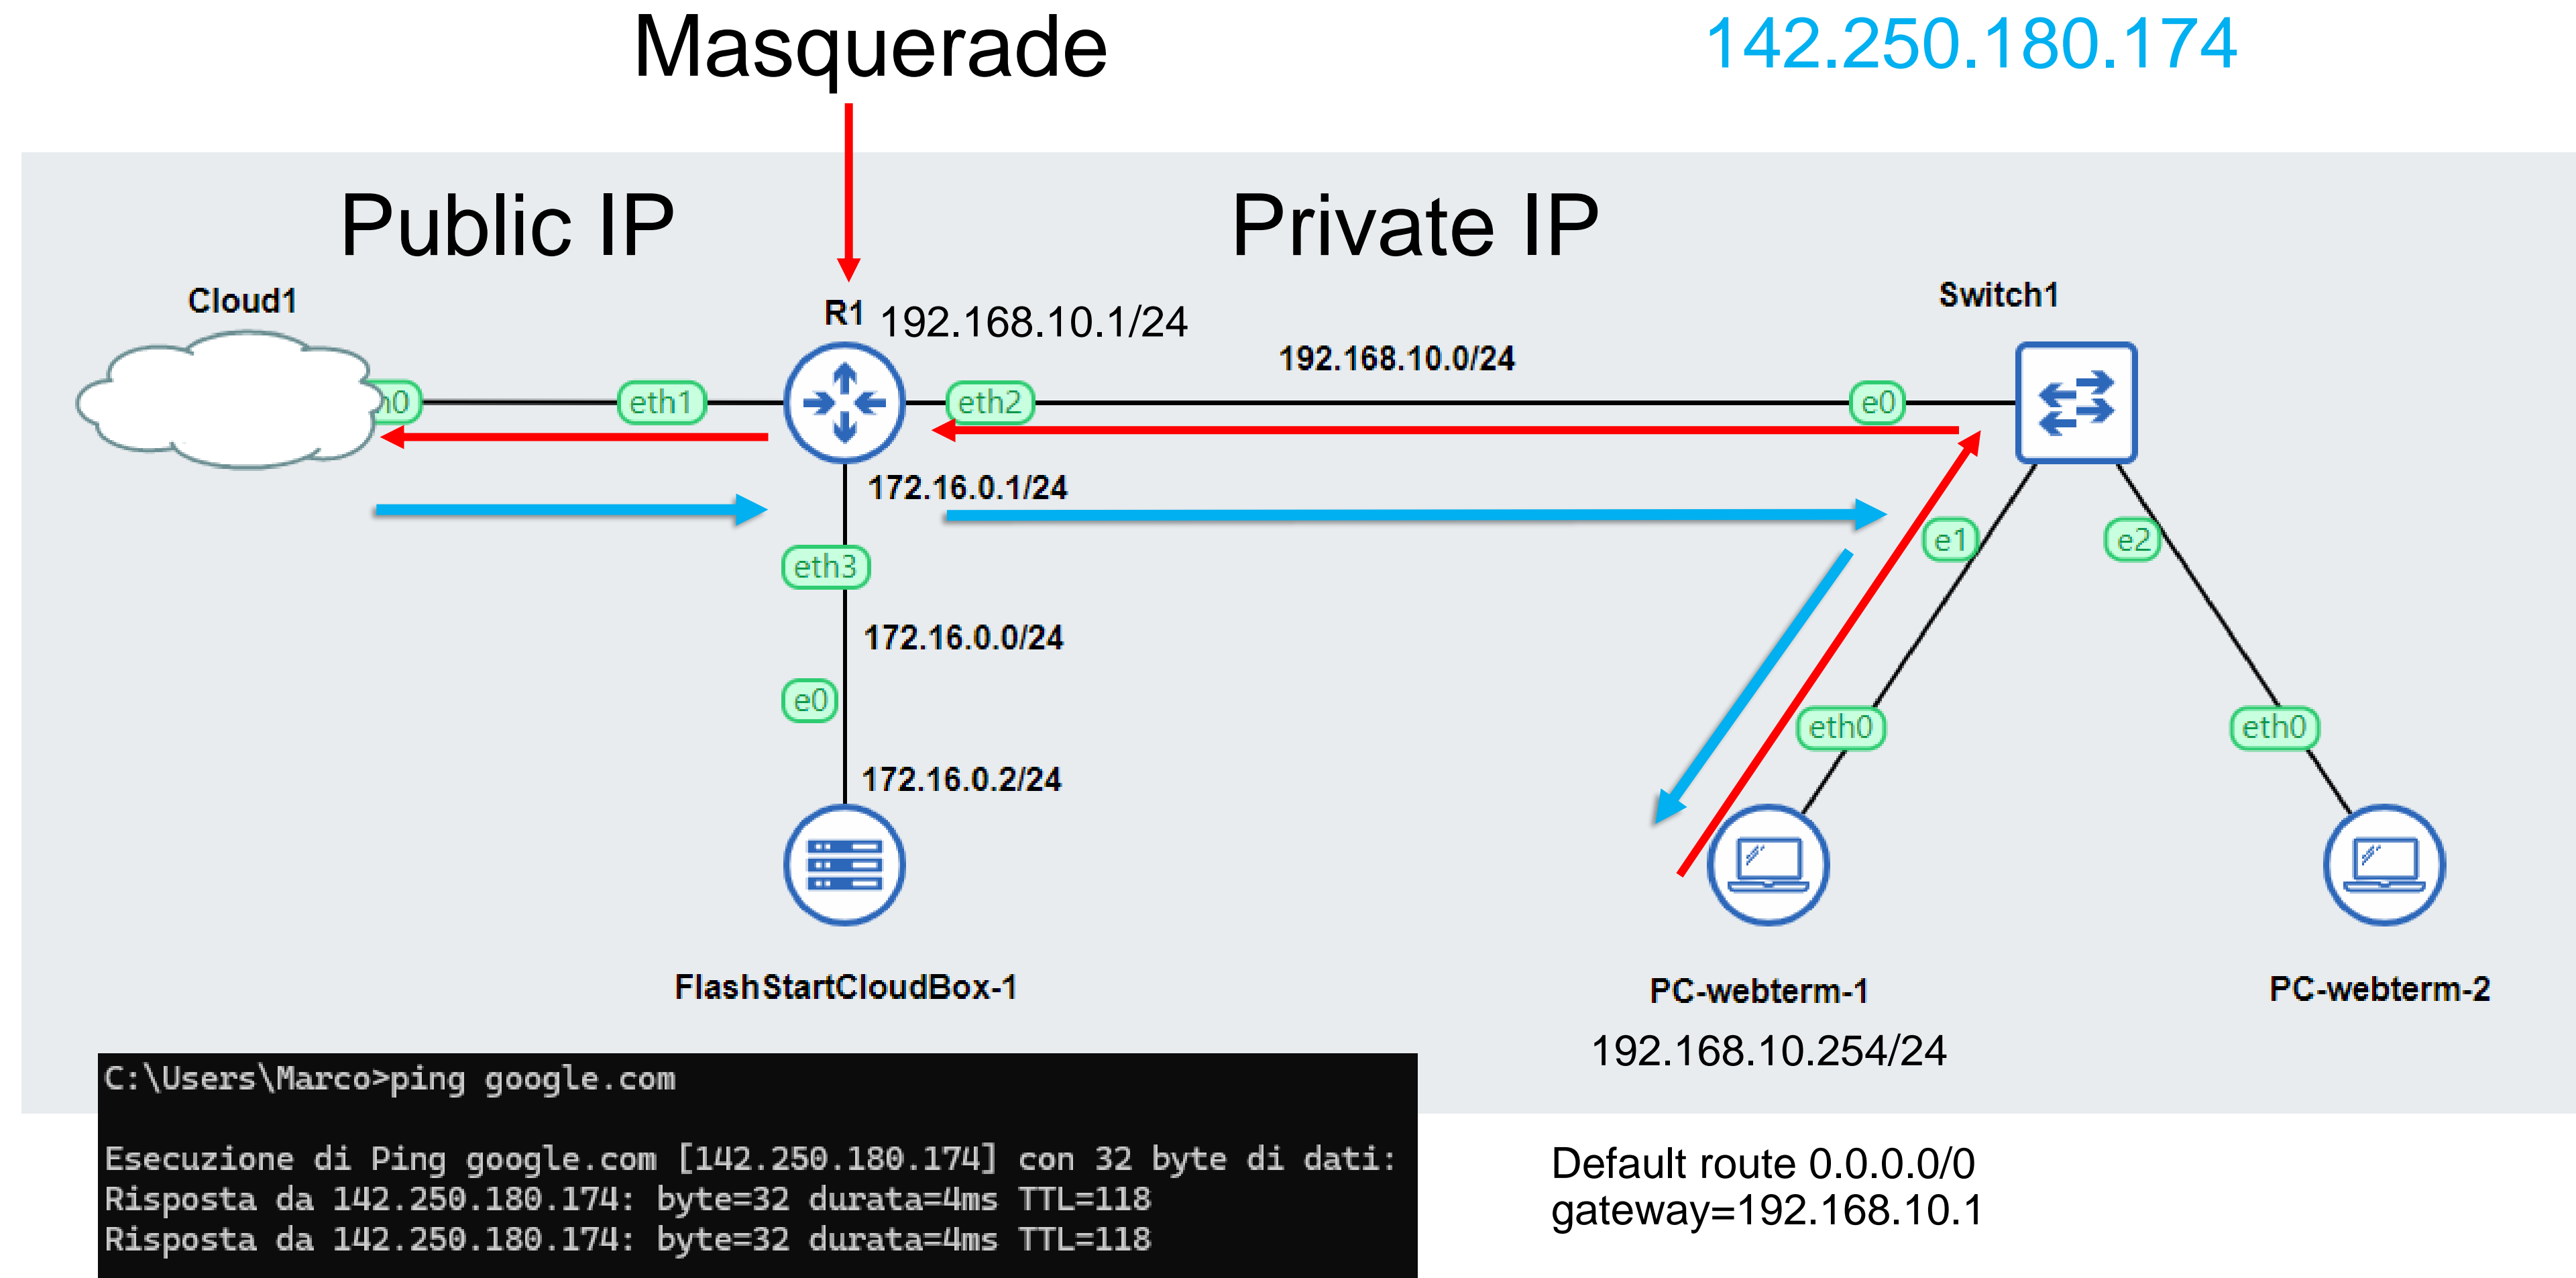 Masquerade
142.250.180.174
Public IP
Private IP
Cloud1
R1
192.168.10.1/24
Switch1
192.168.10.0/24
eth1
eth2
e0
172.16.0.1/24
e1
e2
eth3
172.16.0.0/24
e0
eth0
eth0
172.16.0.2/24
FlashStartCloudBox-1
PC-webterm-1
PC-webterm-2
192.168.10.254/24
C:\Users\Marco>ping google.com
Esecuzione di Ping google.com [142.250.180.174] con 32 byte di dati:
Risposta da 142.250.180.174: byte=32 durata=4ms TTL=118
Risposta da 142.250.180.174: byte=32 durata=4ms TTL=118
Default route 0.0.0.0/0
gateway=192.168.10.1